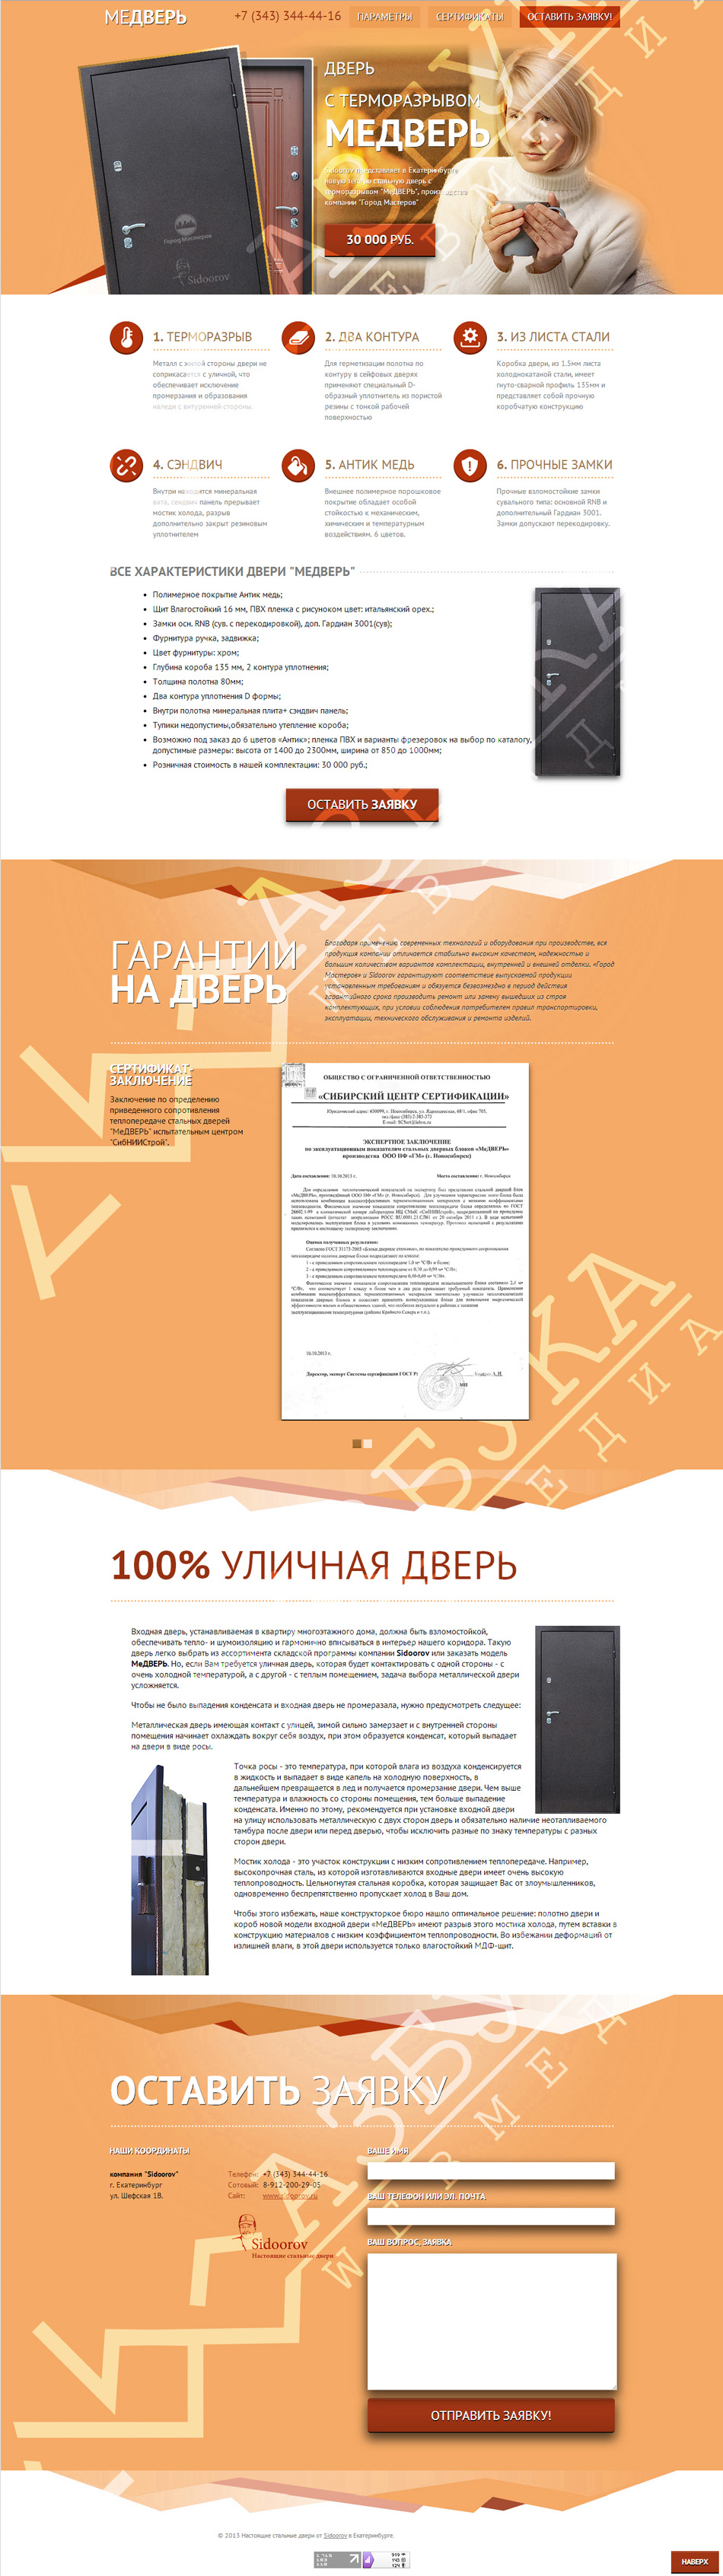 МЕДВЕРЬ
+7 (343) 344-44-16
ПАРАМЕТРЫ
СЕРТИФИКАТЫ
ОСТАВИТЬ ЗАЯВКУ!
ДВЕРЬ
С ТЕРМОРАЗРЫВОМ
МЕДВЕРЬ
Sidoorov представляет в Екатеринбурге
новую стальную дверь с
терморазрывом "МеДВЕРЬ", производства
компании "Город Мастеров"
30 000 РУБ.
Город Мастеров
Sidoorov
1. ТЕРМОРАЗРЫВ
Металл с жилой стороны двери не
соприкасается с уличной, что
обеспечивает исключение
промерзания и образования
наледи с внутренней стороны.
2. ДВА КОНТУРА
Для герметизации полотна по
контуру в сейфовых дверях
применяют специальный D-
образный уплотнитель из пористой
резины с тонкой рабочей
поверхностью
3. ИЗ ЛИСТА СТАЛИ
Коробка двери, из 1.5мм листа
холоднокатаной стали, имеет
гнуто-сварной профиль 135мм и
представляет собой прочную
коробчатую конструкцию
4. СЭНДВИЧ
Внутри находится минеральная
вата, сендвич панель прерывает
мостик холода, разрыв
дополнительно закрыт резиновым
уплотнителем
5. АНТИК МЕДЬ
Внешнее полимерное порошковое
покрытие обладает особой
стойкостью к механическим,
химическим и температурным
воздействиям. 6 цветов.
6. ПРОЧНЫЕ ЗАМКИ
Прочные взломостойкие замки
сувального типа: основной RNB и
дополнительный Гардиан 3001.
Замки допускают перекодировку.
ВСЕ ХАРАКТЕРИСТИКИ ДВЕРИ "МЕДВЕРЬ"
Полимерное покрытие Антик медь;
Щит Влагостойкий 16 мм, ПВХ пленка с рисуноком цвет: итальянский орех.;
Замки осн. RNB (сув. с перекодировкой), доп. Гардиан 3001(сув);
Фурнитура ручка, задвижка;
Цвет фурнитуры: хром;
Глубина короба 135 мм, 2 контура уплотнения;
Толщина полотна 80мм;
Два контура уплотнения D формы;
Внутри полотна минеральная плита+ сэндвич панель;
Тупики недопустимы,обязательно утепление короба;
Возможно под заказ до 6 цветов «Антик»; пленка ПВХ и варианты фрезеровок на выбор по каталогу,
допустимые размеры: высота от 1400 до 2300мм, ширина от 850 до 1000мм;
Розничная стоимость в нашей комплектации: 30 000 руб.;
ОСТАВИТЬ ЗАЯВКУ
ГАРАНТИИ
НА ДВЕРЬ
Благодаря применению современных технологий и оборудования при производстве, вся
продукция компании отличается стабильно высоким качеством, надежностью и
большим количеством вариантов комплектации, внутренней и внешней отделки. «Город
Мастеров» и Sidoorov гарантируют соответствие выпускаемой продукции
установленным требованиям и обязуется безвозмездно в период действия
гарантийного срока производить ремонт или замену вышедших из строя
комплектующих, при условии соблюдения потребителем правил транспортировки,
эксплуатации, технического обслуживания и ремонта изделий.
СЕРТИФИКАТ-
ЗАКЛЮЧЕНИЕ
Заключение по определению
приведенного сопротивления
теплопередаче стальных дверей
"МеДВЕРЬ" испытательным центром
"СибНИИСтрой".
ОБЩЕСТВО С ОГРАНИЧЕННОЙ ОТВЕТСТВЕННОСТЬЮ
«СИБИРСКИЙ ЦЕНТР СЕРТИФИКАЦИИ»
ЭКСПЕРТНОЕ ЗАКЛЮЧЕНИЕ
по эксплуатационным показателям стальных дверных блоков «МеДВЕРЬ»
производства ООО ПФ «ГМ» (г. Новосибирск)
Дата составления: 10.10.2013 г.
Место составления: г. Новосибирск
10.10.2013 г.
Директор, эксперт Системы сертификации ГОСТ Р:
МП
100% УЛИЧНАЯ ДВЕРЬ
Входная дверь, устанавливаемая в квартиру многоэтажного дома, должна быть взломостойкой,
обеспечивать тепло- и шумоизоляцию и гармонично вписываться в интерьер нашего коридора. Такую
дверь легко выбрать из ассортимента складской программы компании Sidoorov или заказать модель
МеДВЕРЬ. Но, если Вам требуется уличная дверь, которая будет контактировать с одной стороны - с
очень холодной температурой, а с другой - с теплым помещением, задача выбора металлической двери
усложняется.
Чтобы не было выпадения конденсата и входная дверь не промерзала, нужно предусмотреть следующее:
Металлическая дверь имеющая контакт с улицей, зимой сильно замерзает и с внутренней стороны
помещения начинает охлаждать вокруг себя воздух, при этом образуется конденсат, который выпадает
на двери в виде росы.
Точка росы - это температура, при которой влага из воздуха конденсируется
в жидкость и выпадает в виде капель на холодную поверхность, в
дальнейшем превращается в лед и получается промерзание двери. Чем выше
температура и влажность со стороны помещения, тем больше выпадение
конденсата. Именно по этому, рекомендуется при установке входной двери
на улицу использовать металлическую с двух сторон дверь и обязательно наличие неотапливаемого
тамбура после двери или перед дверью, чтобы исключить разные по знаку температуры с разных
сторон двери.
Мостик холода - это участок конструкции с низким сопротивлением теплопередаче. Например,
высокопрочная сталь, из которой изготавливаются входные двери имеет очень высокую
теплопроводность. Цельногнутая стальная коробка, которая защищает Вас от злоумышленников,
одновременно беспрепятственно пропускает холод в Ваш дом.
Чтобы этого избежать, наше конструкторское бюро нашло оптимальное решение: полотно двери и
короб новой модели входной двери «МеДВЕРЬ» имеют разрыв этого мостика холода, путем вставки в
конструкцию материалов с низким коэффициентом теплопроводности. Во избежании деформаций от
излишней влаги, в этой двери используется только влагостойкий МДФ-щит.
ОСТАВИТЬ ЗАЯВКУ
НАШИ КООРДИНАТЫ
компания "Sidoorov"
г. Екатеринбург
ул. Шефская 1В.
Телефон: +7 (343) 344-44-16
Сотовый: 8-912-200-29-05
Сайт: www.sidoorov.ru
Sidoorov
Настоящие стальные двери
ВАШЕ ИМЯ
ВАШ ТЕЛЕФОН ИЛИ ЭЛ. ПОЧТА
ВАШ ВОПРОС, ЗАЯВКА
ОТПРАВИТЬ ЗАЯВКУ!
© 2013 Настоящие стальные двери от Sidoorov в Екатеринбурге.
НАВЕРХ